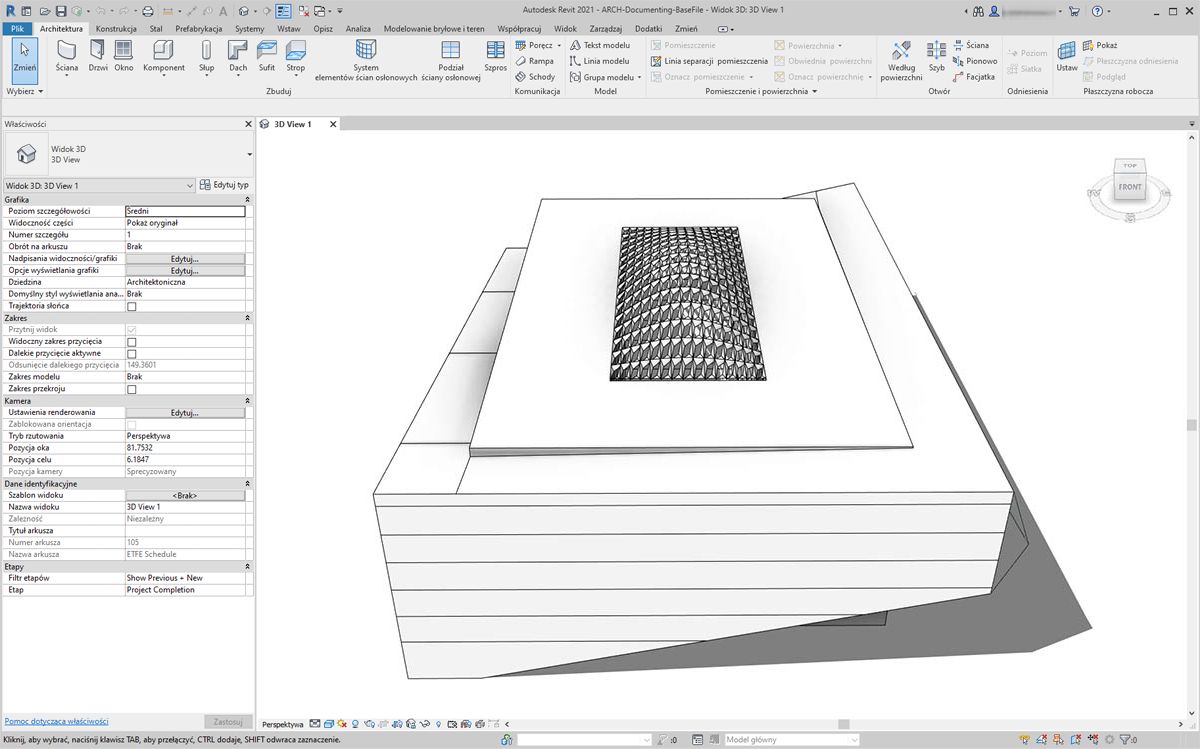 Autodesk Revit 2021 - ARCH-Documenting-BaseFile - Widok 3D: 3D View 1
Plik Architektura Konstrukcja Stal Prefabrykacja Systemy Wstaw Opisz Analiza Modelowanie bryłowe i teren Współpracuj Widok Zarządzaj Dodatki Zmień
Zmień
Ściana
Drzwi
Okno
Komponent
Słup
Dach
Sufit
Strop
System
elementów ścian osłonowych
Podział
ściany osłonowej
Szpros
Poręcz
Rampa
Schody
Tekst modelu
Linia modelu
Grupa modelu
Pomieszczenie
Linia separacji pomieszczenia
Oznacz pomieszczenie
Powierzchnia
Obwiednia powierzchni
Oznacz powierzchnię
Według
powierzchni
Szyb
Ściana
Pionowo
Facjatka
Poziom
Siatka
Ustaw
Pokaż
Płaszczyzna odniesienia
Podgląd
Wybierz
Zbuduj
Komunikacja
Model
Pomieszczenie i powierzchnia
Otwór
Odniesienia
Płaszczyzna robocza
Właściwości
3D View 1
Widok 3D
3D View
Widok 3D: 3D View 1
Edytuj typ
Grafika
Poziom szczegółowości Średni
Widoczność części Pokaż oryginał
Numer szczegółu 1
Obrót na arkuszu Brak
Nadpisania widoczności/grafiki Edytuj...
Opcje wyświetlania grafiki Edytuj...
Dziedzina Architektoniczna
Domyślny styl wyświetlania ana... Brak
Trajektoria słońca
Zakres
Przytnij widok
Widoczny zakres przycięcia
Dalekie przycięcie aktywne
Odsunięcie dalekiego przycięcia 149.3601
Zakres modelu Brak
Zakres przekroju
Kamera
Ustawienia renderowania Edytuj...
Zablokowana orientacja
Tryb rzutowania Perspektywa
Pozycja oka 81.7532
Pozycja celu 6.1847
Pozycja kamery Sprecyzowany
Dane identyfikacyjne
Szablon widoku <Brak>
Nazwa widoku 3D View 1
Zależność Niezależny
Tytuł arkusza
Numer arkusza 105
Nazwa arkusza ETFE Schedule
Etapy
Filtr etapów Show Previous + New
Etap Project Completion
TOP
FRONT
Pomoc dotycząca właściwości
Zastosuj
Perspektywa
Kliknij, aby wybrać, naciśnij klawisz TAB, aby przełączyć, CTRL dodaje, SHIFT odwraca zaznaczenie.
:0
Model główny
:0